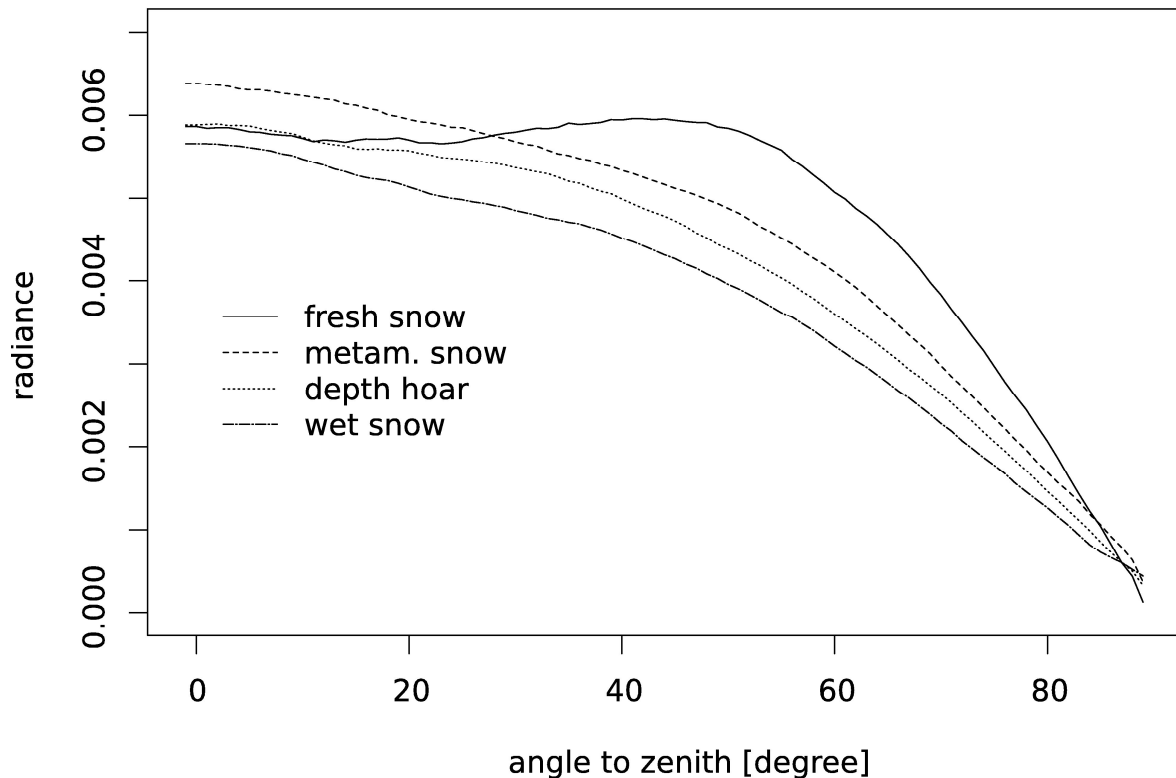 radiance
0.006
0.004
0.002
0.000
fresh snow
metam. snow
depth hoar
wet snow
0 20 40 60 80
angle to zenith [degree]